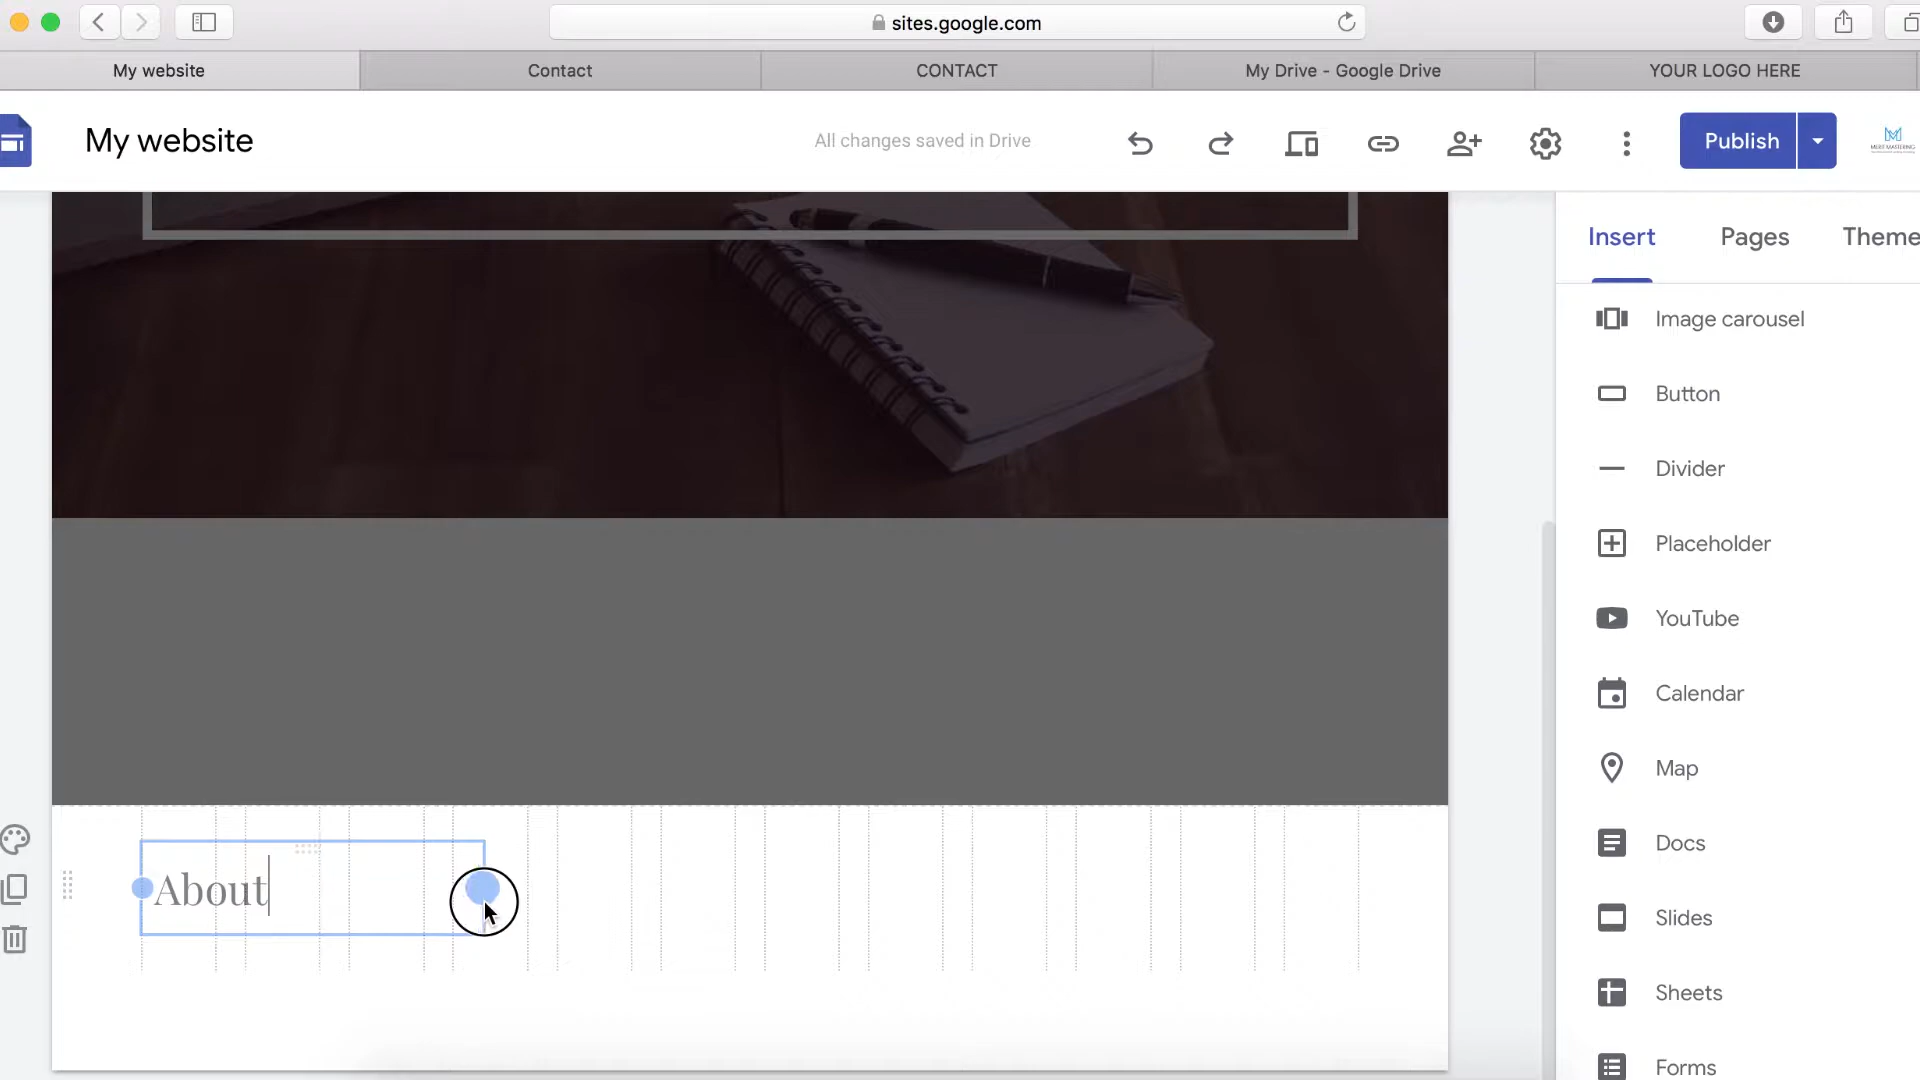 sites.google.com
My website
Contact
CONTACT
My Drive - Google Drive
YOUR LOGO HERE
My website
All changes saved in Drive
Publish
MERIT MASTERING
Insert
Pages
Theme
Image carousel
Button
Divider
Placeholder
YouTube
Calendar
Map
Docs
Slides
Sheets
Forms
About